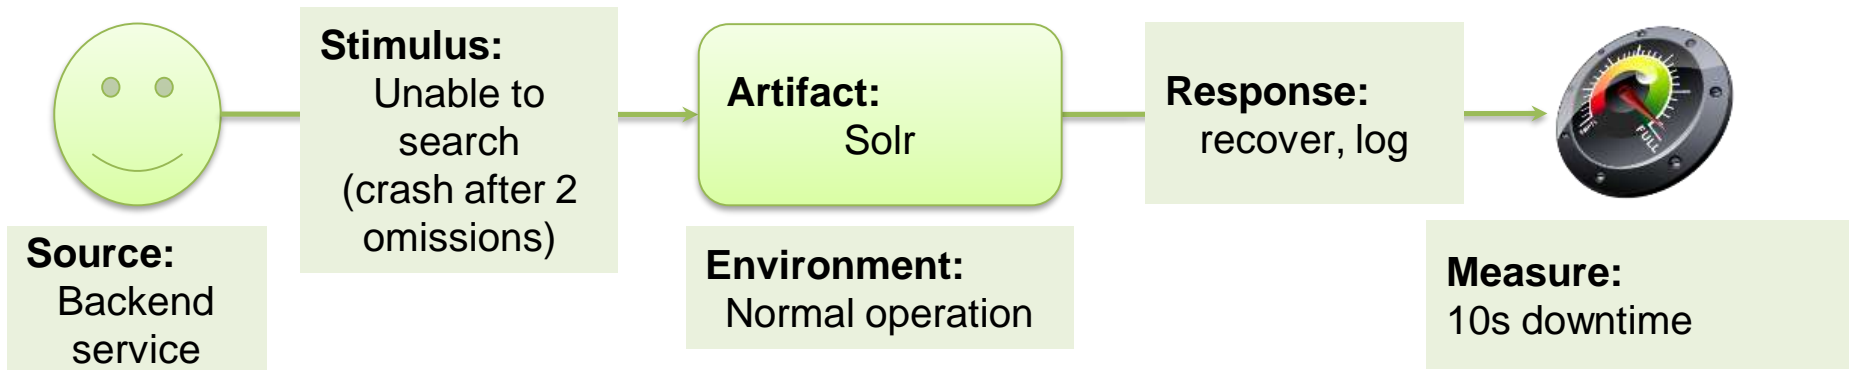 Source:
Backend
service
Stimulus:
Unable to
search
(crash after 2
omissions)
Artifact:
Solr
Environment:
Normal operation
Response:
recover, log
FULL
Measure:
10s downtime